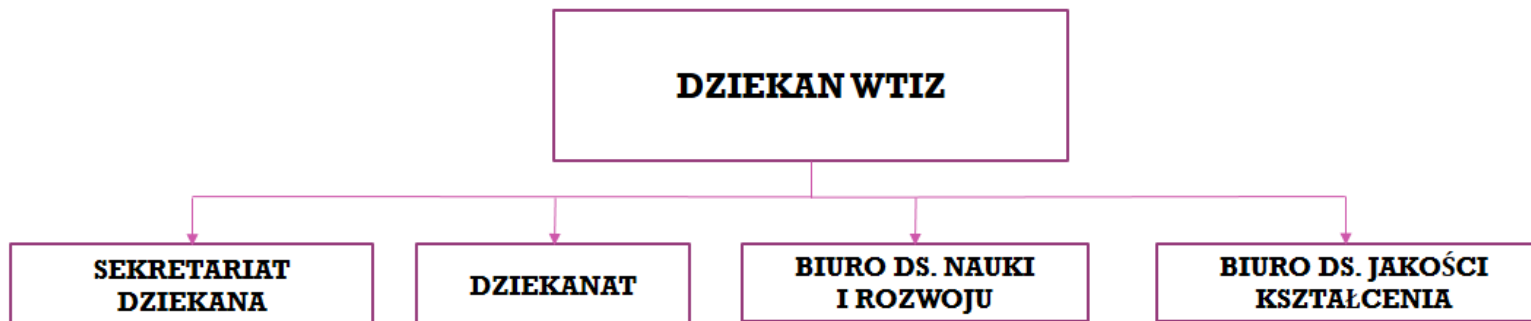 DZIEKAN WTIZ
SEKRETARIAT
DZIEKANA
DZIEKANAT
BIURO DS. NAUKI
I ROZWOJU
BIURO DS. JAKOŚCI
KSZTAŁCENIA